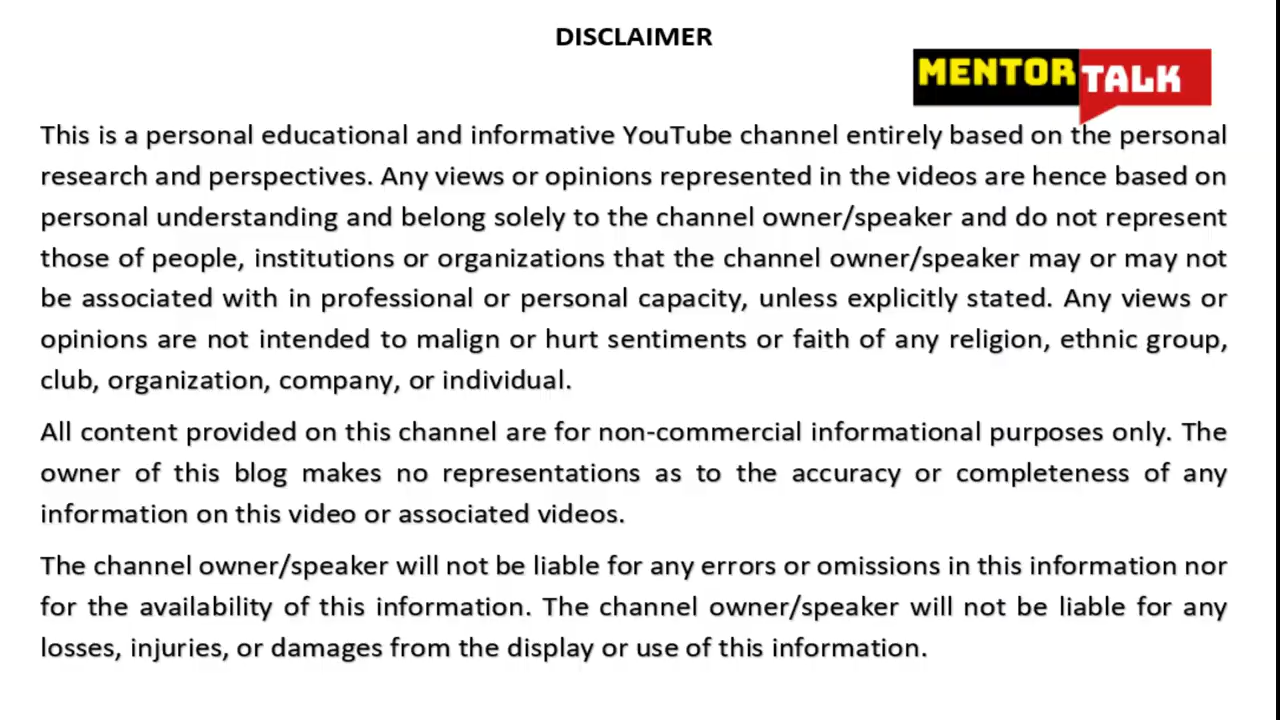 DISCLAIMER
MENTOR TALK
This is a personal educational and informative YouTube channel entirely based on the personal
research and perspectives. Any views or opinions represented in the videos are hence based on
personal understanding and belong solely to the channel owner/speaker and do not represent
those of people, institutions or organizations that the channel owner/speaker may or may not
be associated with in professional or personal capacity, unless explicitly stated. Any views or
opinions are not intended to malign or hurt sentiments or faith of any religion, ethnic group,
club, organization, company, or individual.
All content provided on this channel are for non-commercial informational purposes only. The
owner of this blog makes no representations as to the accuracy or completeness of any
information on this video or associated videos.
The channel owner/speaker will not be liable for any errors or omissions in this information nor
for the availability of this information. The channel owner/speaker will not be liable for any
losses, injuries, or damages from the display or use of this information.